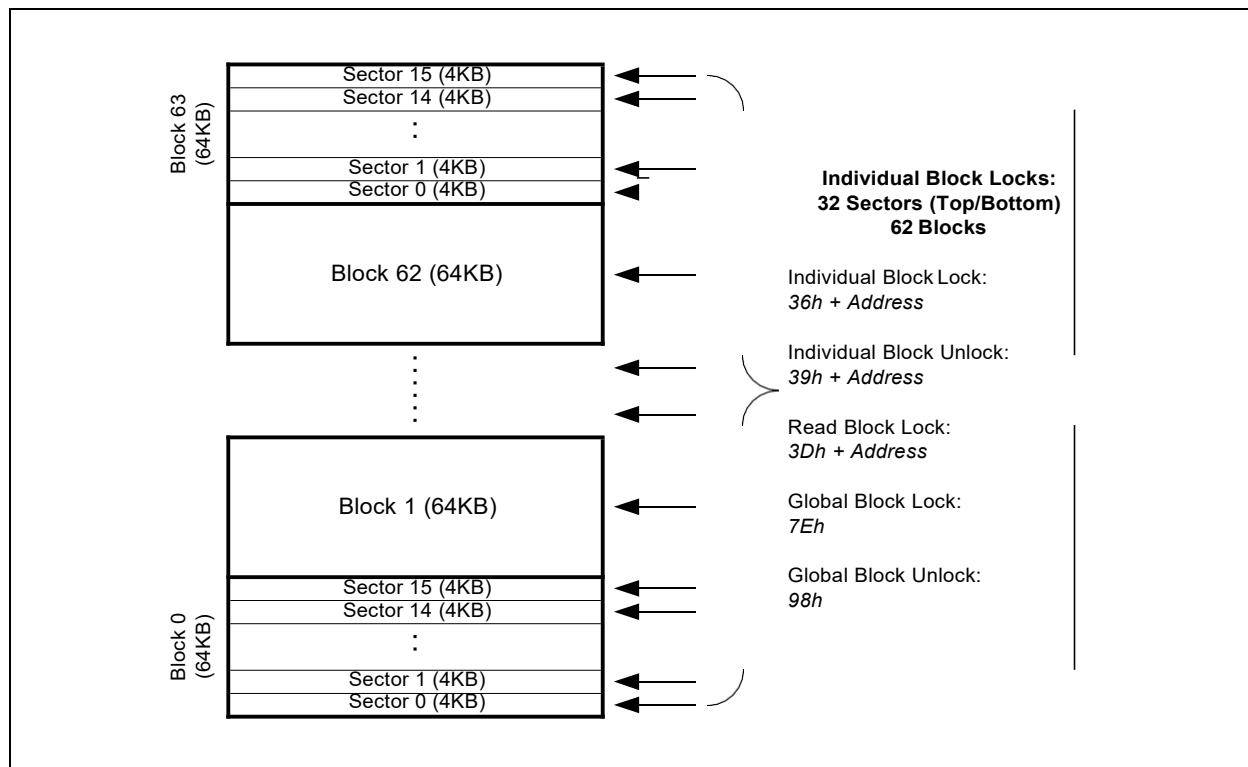 Block 63
(64KB)
Sector 15 (4KB)
Sector 14 (4KB)
:
Sector 1 (4KB)
Sector 0 (4KB)
Block 62 (64KB)
Block 1 (64KB)
Block 0
(64KB)
Sector 15 (4KB)
Sector 14 (4KB)
:
Sector 1 (4KB)
Sector 0 (4KB)
Individual Block Locks:
32 Sectors (Top/Bottom)
62 Blocks
Individual Block Lock:
36h + Address
Individual Block Unlock:
39h + Address
Read Block Lock:
3Dh + Address
Global Block Lock:
7Eh
Global Block Unlock:
98h